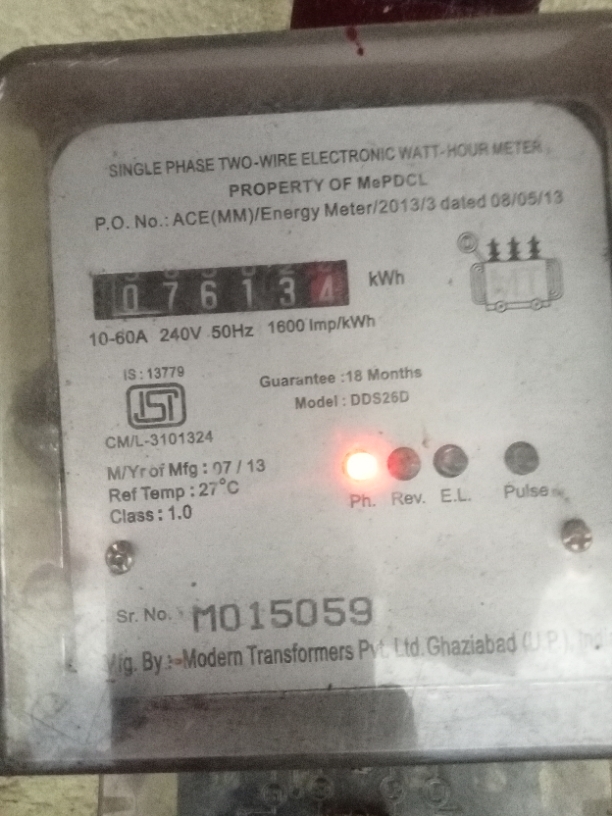 SINGLE PHASE TWO-WIRE ELECTRONIC WATT-HOUR METER
PROPERTY OF MePDCL
P.O. No.: ACE(MM)/Energy Meter/2013/3 dated 08/05/13
076134 kWh
MT
10-60A 240V 50Hz 1600 Imp/kWh
IS : 13779
Guarantee :18 Months
Model : DDS26D
ISI
CM/L-3101324
M/Yr of Mfg : 07 / 13
Ref Temp : 27°C
Class : 1.0
Ph. Rev. E.L. Pulse
Sr. No. M015059
Mfg. By :-Modern Transformers Pvt. Ltd. Ghaziabad (U.P.)